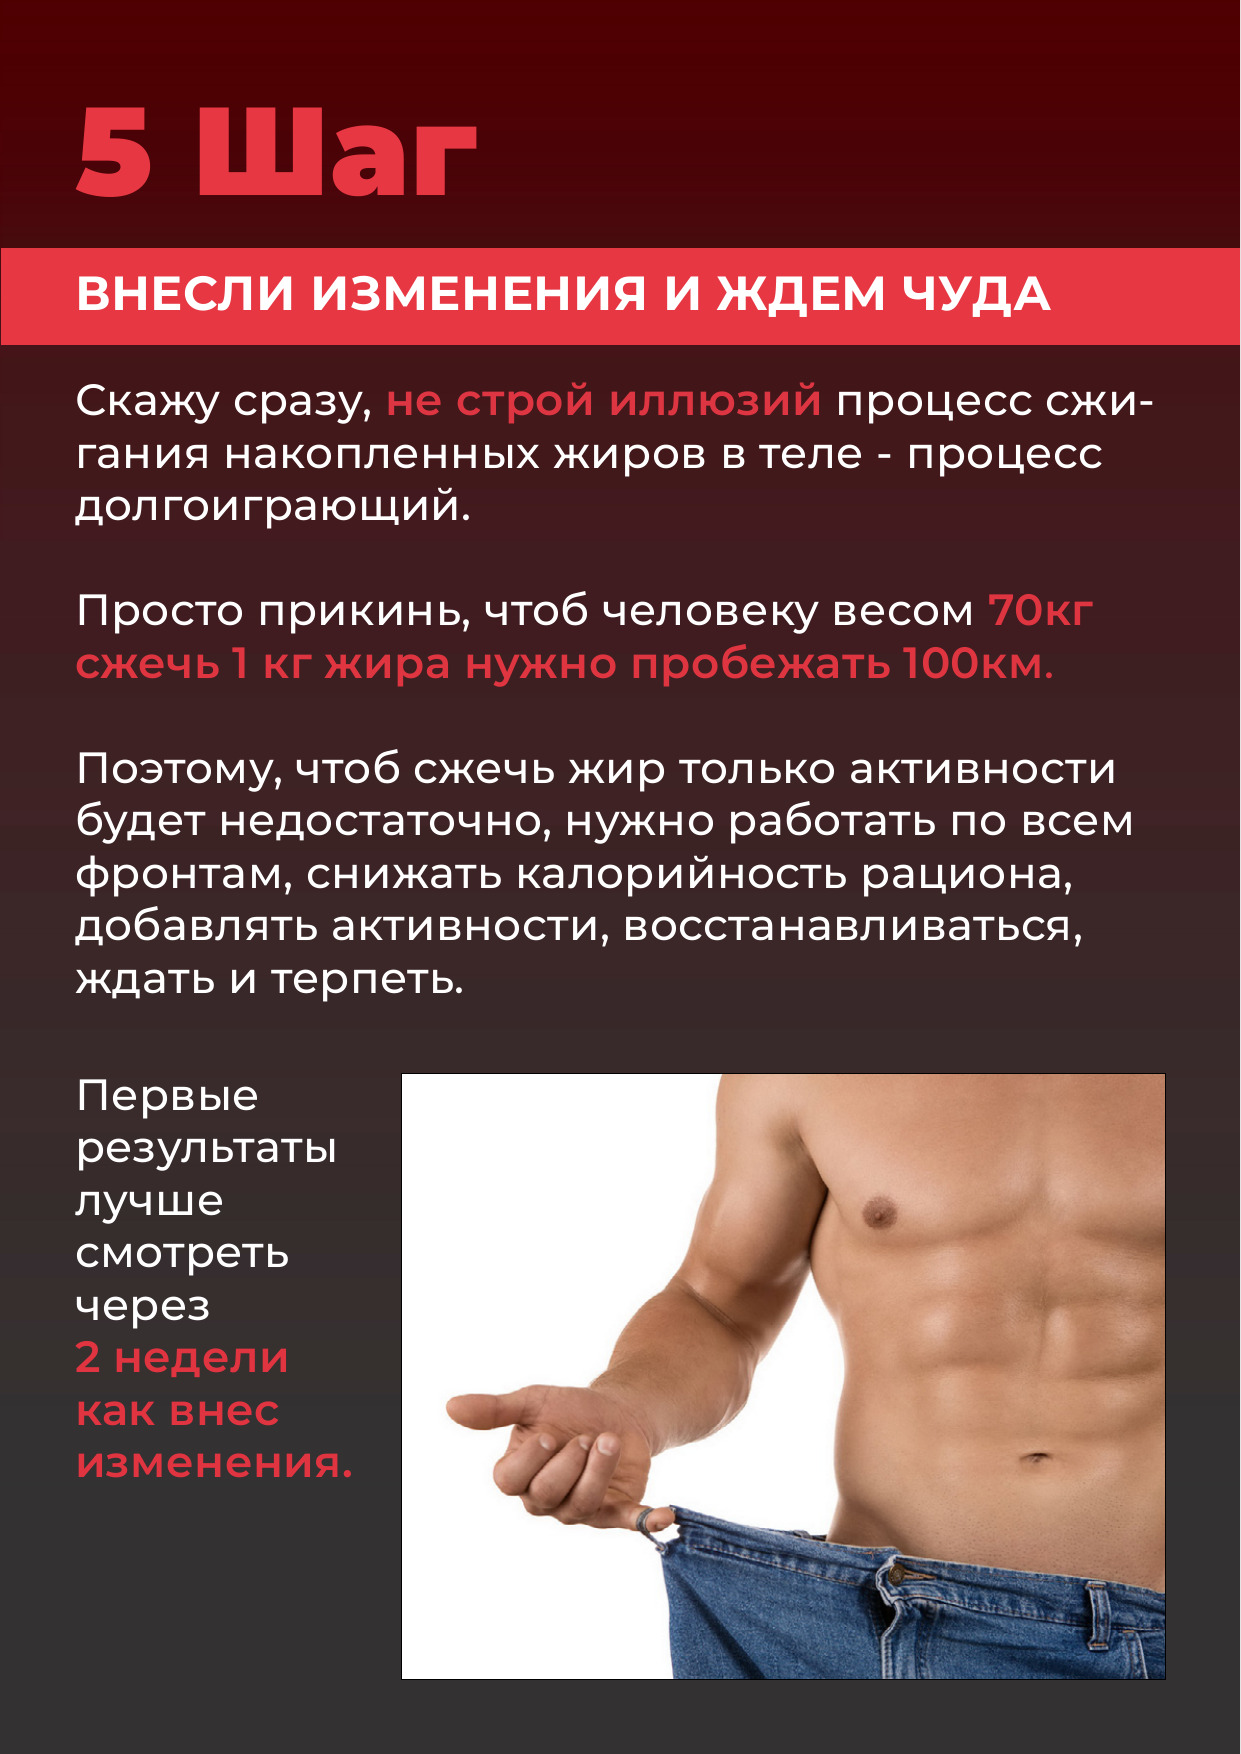 5 Шаг
ВНЕСЛИ ИЗМЕНЕНИЯ И ЖДЕМ ЧУДА
Скажу сразу, не строй иллюзий процесс сжи-
гания накопленных жиров в теле - процесс
долгоиграющий.
Просто прикинь, чтоб человеку весом 70кг
сжечь 1 кг жира нужно пробежать 100км.
Поэтому, чтоб сжечь жир только активности
будет недостаточно, нужно работать по всем
фронтам, снижать калорийность рациона,
добавлять активности, восстанавливаться,
ждать и терпеть.
Первые
результаты
лучше
смотреть
через
2 недели
как внес
изменения.